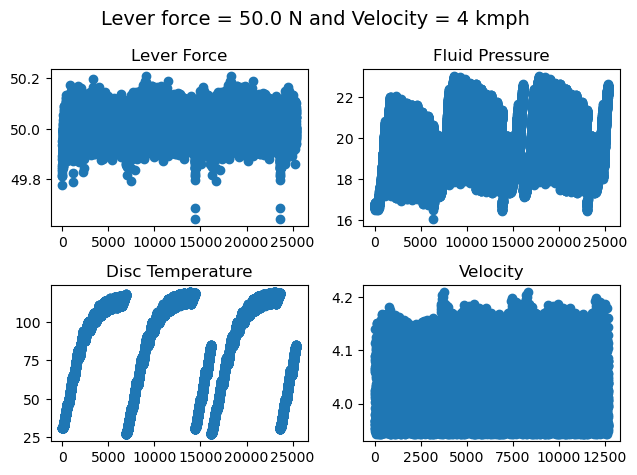 Lever force = 50.0 N and Velocity = 4 kmph
Lever Force
Fluid Pressure
50.2
50.0
49.8
0 5000 10000 15000 20000 25000
22
20
18
16
0 5000 10000 15000 20000 25000
Disc Temperature
Velocity
100
75
50
25
0 5000 10000 15000 20000 25000
4.2
4.1
4.0
0 2500 5000 7500 10000 12500